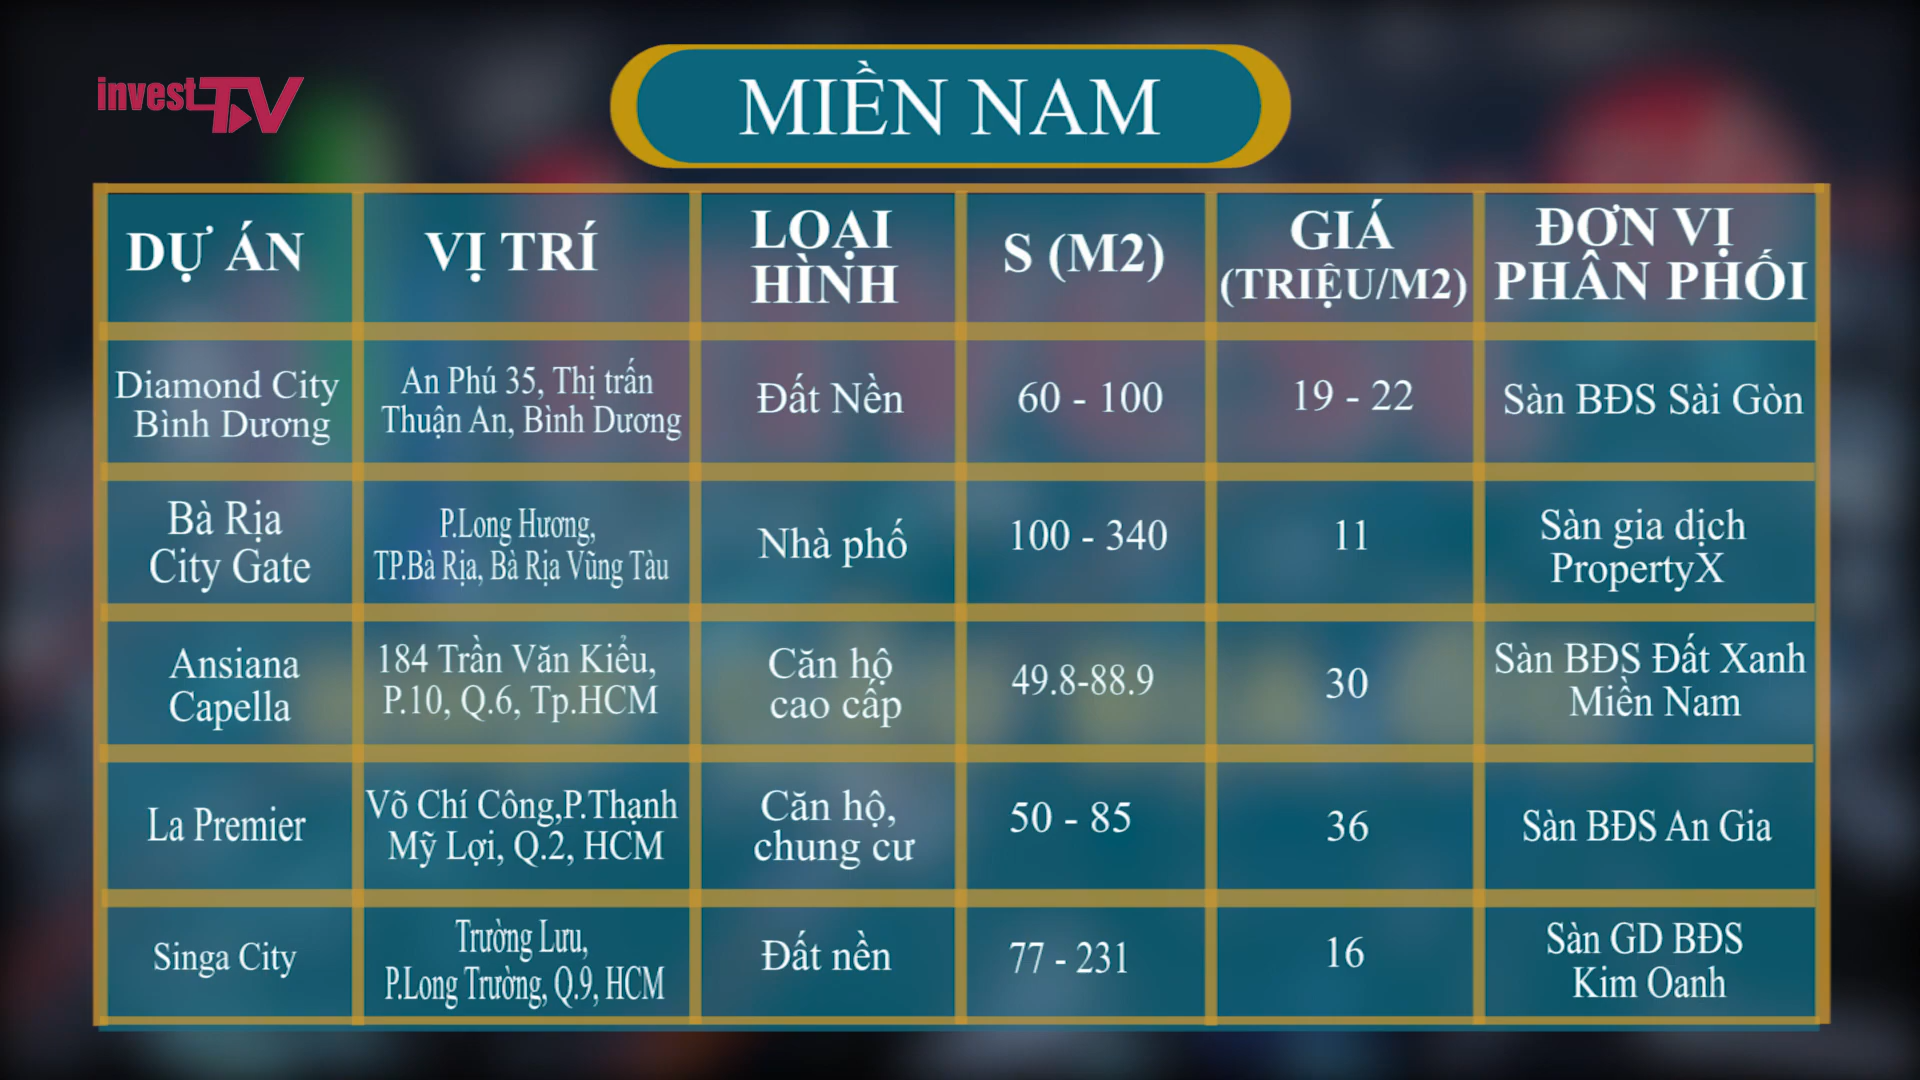 investTV
MIỀN NAM
DỰ ÁN
VỊ TRÍ
LOẠI
HÌNH
S (M2)
GIÁ
(TRIỆU/M2)
ĐƠN VỊ
PHÂN PHỐI
Diamond City
Bình Dương
An Phú 35, Thị trấn
Thuận An, Bình Dương
Đất Nền
60 - 100
19 - 22
Sàn BĐS Sài Gòn
Bà Rịa
City Gate
P.Long Hương,
TP.Bà Rịa, Bà Rịa Vũng Tàu
Nhà phố
100 - 340
11
Sàn gia dịch
PropertyX
Ansiana
Capella
184 Trần Văn Kiểu,
P.10, Q.6, Tp.HCM
Căn hộ
cao cấp
49.8-88.9
30
Sàn BĐS Đất Xanh
Miền Nam
La Premier
Võ Chí Công,P.Thạnh
Mỹ Lợi, Q.2, HCM
Căn hộ,
chung cư
50 - 85
36
Sàn BĐS An Gia
Singa City
Trường Lưu,
P.Long Trường, Q.9, HCM
Đất nền
77 - 231
16
Sàn GD BĐS
Kim Oanh